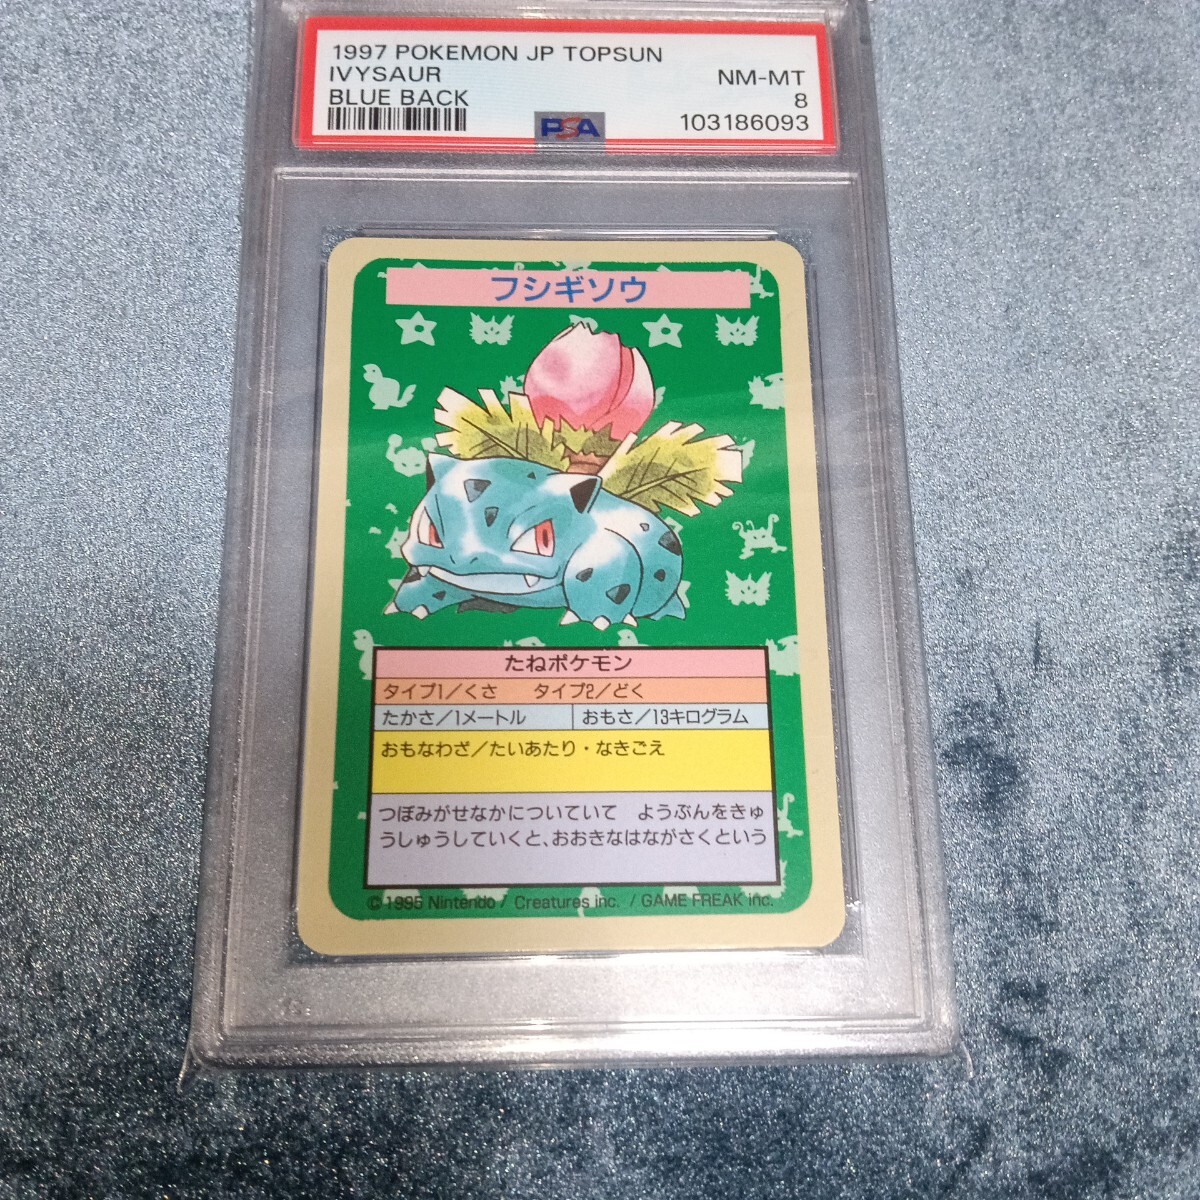 1997 POKEMON JP TOPSUN
IVYSAUR
BLUE BACK
NM-MT
8
103186093
PSA
フシギソウ
たねポケモン
タイプ1/くさ タイプ2/どく
たかさ/1メートル おもさ/13キログラム
おもなわざ/たいあたり・なきごえ
つぼみがせなかについていて ようぶんをきゅ
うしゅうしていくと、おおきなはながさくという
©1995 Nintendo / Creatures inc. / GAME FREAK inc.